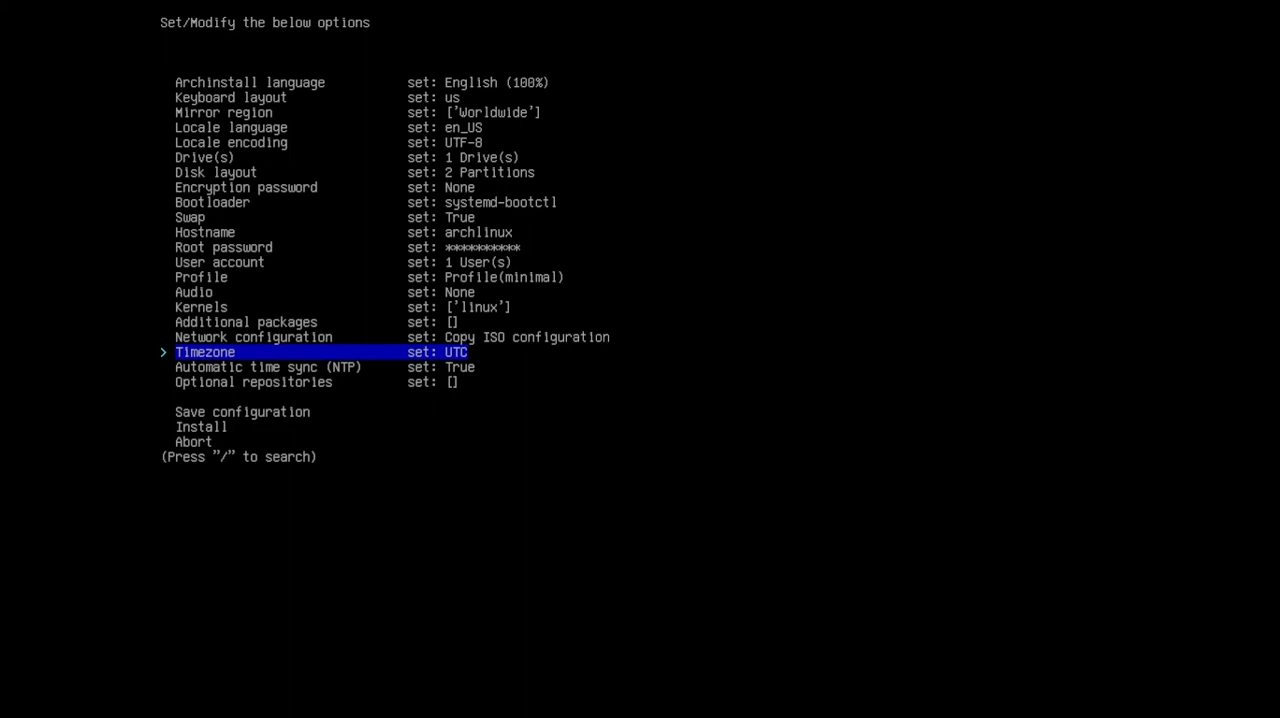 Set/Modify the below options
Archinstall language set: English (100%)
Keyboard layout set: us
Mirror region set: ['Worldwide']
Locale language set: en_US
Locale encoding set: UTF-8
Drive(s) set: 1 Drive(s)
Disk layout set: 2 Partitions
Encryption password set: None
Bootloader set: systemd-bootctl
Swap set: True
Hostname set: archlinux
Root password set: **********
User account set: 1 User(s)
Profile set: Profile(minimal)
Audio set: None
Kernels set: ['linux']
Additional packages set: []
Network configuration set: Copy ISO configuration
> Timezone set: UTC
Automatic time sync (NTP) set: True
Optional repositories set: []
Save configuration
Install
Abort
(Press "/" to search)